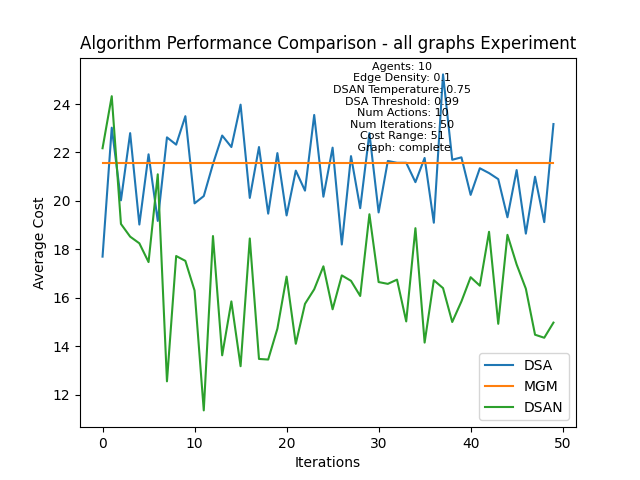 Algorithm Performance Comparison - all graphs Experiment
Agents: 10
Edge Density: 0.1
DSAN Temperature: 0.75
DSA Threshold: 0.99
Num Actions: 10
Num Iterations: 50
Cost Range: 51
Graph: complete
24
22
20
18
16
14
12
Average Cost
0
10
20
30
40
50
Iterations
DSA
MGM
DSAN